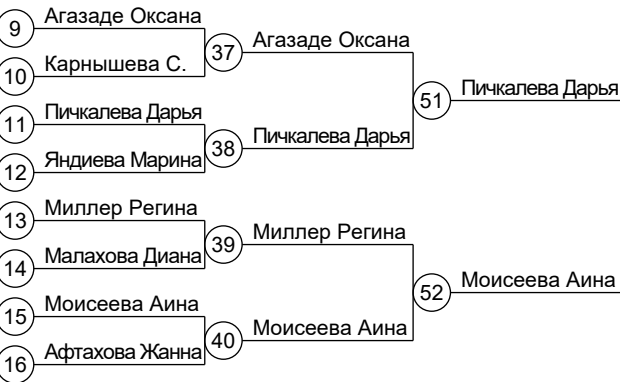 9 Агазаде Оксана
37 Агазаде Оксана
10 Карнышева С.
51 Пичкалева Дарья
11 Пичкалева Дарья
38 Пичкалева Дарья
12 Яндиева Марина
13 Миллер Регина
39 Миллер Регина
14 Малахова Диана
52 Моисеева Аина
15 Моисеева Аина
40 Моисеева Аина
16 Афтахова Жанна